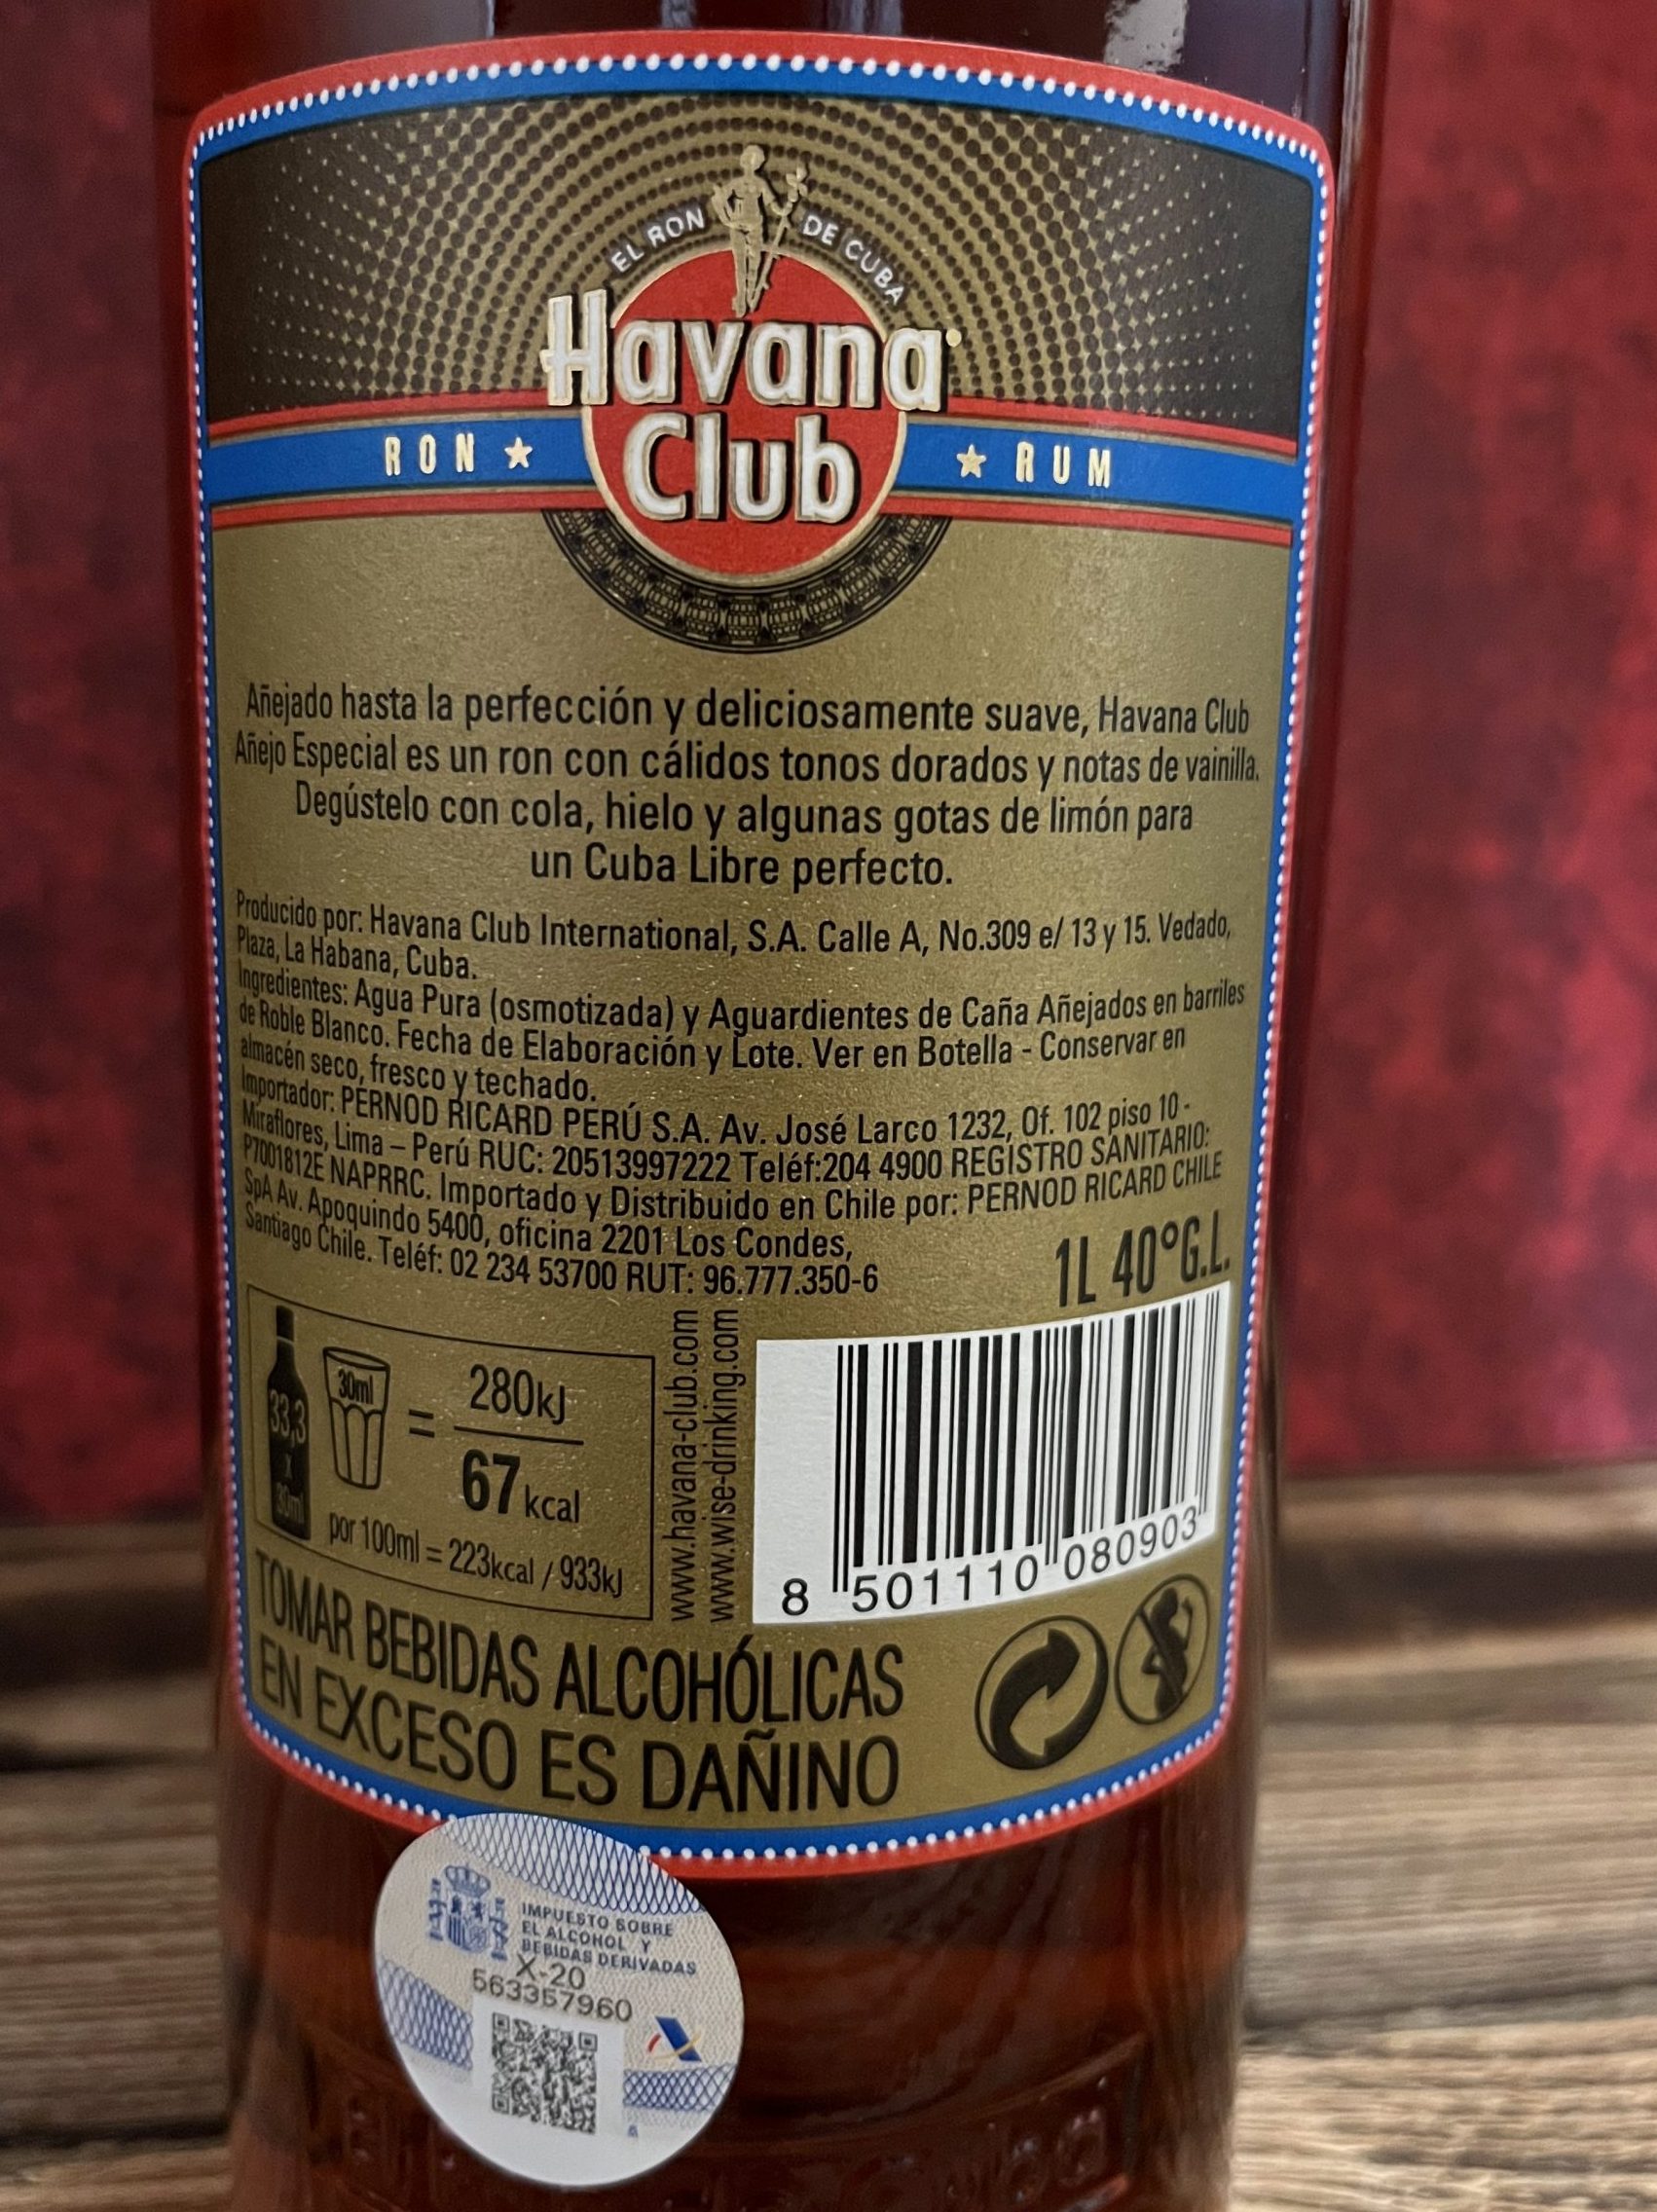 EL RON DE CUBA
Havana
Club
RON ★ ★ RUM
Añejado hasta la perfección y deliciosamente suave, Havana Club
Añejo Especial es un ron con cálidos tonos dorados y notas de vainilla.
Degústelo con cola, hielo y algunas gotas de limón para
un Cuba Libre perfecto.
Producido por: Havana Club International, S.A. Calle A, No.309 e/ 13 y 15. Vedado,
Plaza, La Habana, Cuba.
Ingredientes: Agua Pura (osmotizada) y Aguardientes de Caña Añejados en barriles
de Roble Blanco. Fecha de Elaboración y Lote. Ver en Botella - Conservar en
almacén seco, fresco y techado.
Importador: PERNOD RICARD PERÚ S.A. Av. José Larco 1232, Of. 102 piso 10 -
Miraflores, Lima – Perú RUC: 20513997222 Teléf:204 4900 REGISTRO SANITARIO:
P7001812E NAPRRC. Importado y Distribuido en Chile por: PERNOD RICARD CHILE
SpA Av. Apoquindo 5400, oficina 2201 Los Condes,
Santiago Chile. Teléf: 02 234 53700 RUT: 96.777.350-6
1L 40°G.L.
33,3
x
30ml
30ml
=
280kJ
67 kcal
por 100ml = 223kcal / 933kJ
www.havana-club.com
www.wise-drinking.com
8 501110 080903
TOMAR BEBIDAS ALCOHÓLICAS
EN EXCESO ES DAÑINO
IMPUESTO SOBRE
EL ALCOHOL Y
BEBIDAS DERIVADAS
X-20
563357960